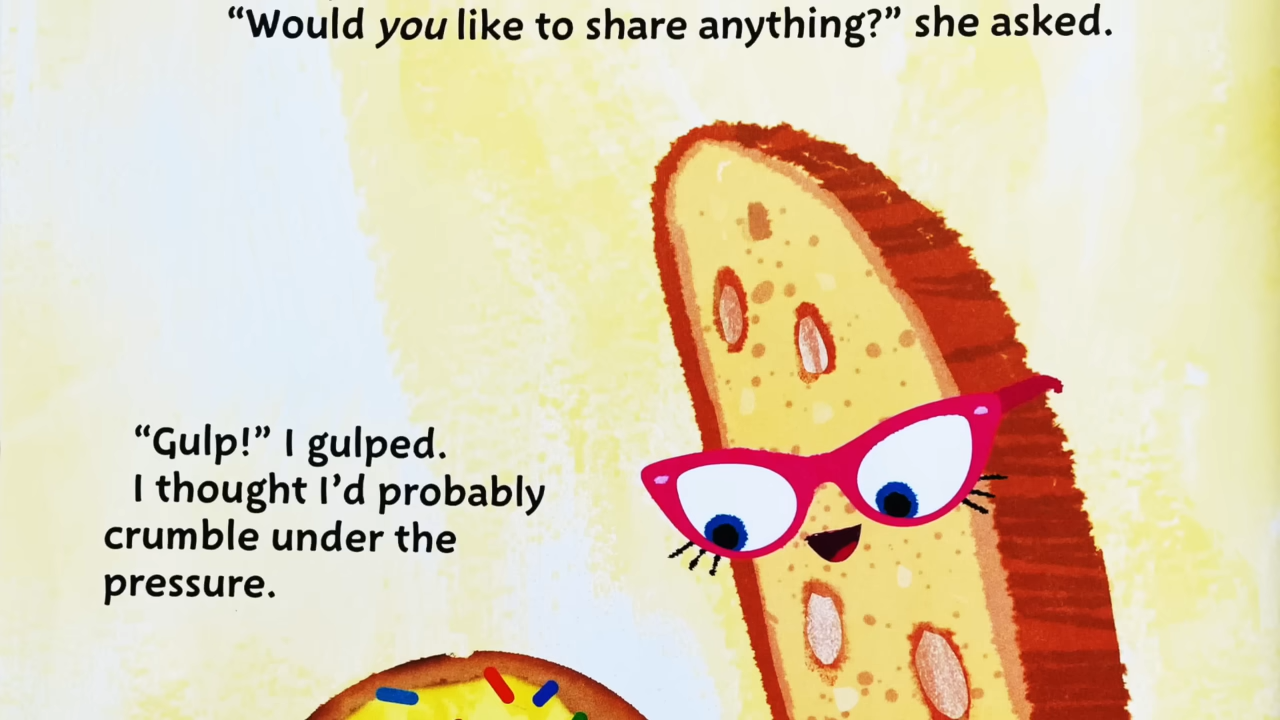 “Would you like to share anything?” she asked.
“Gulp!” I gulped.
I thought I’d probably
crumble under the
pressure.